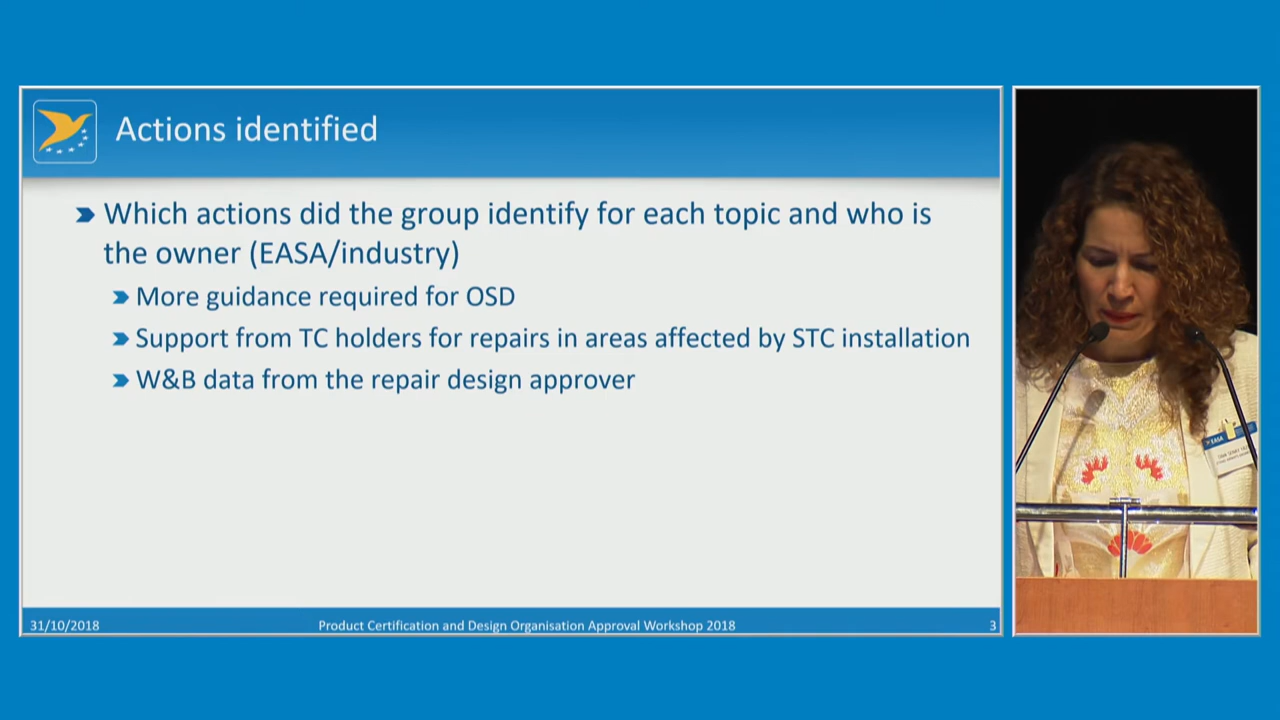 Actions identified
Which actions did the group identify for each topic and who is
the owner (EASA/industry)
More guidance required for OSD
Support from TC holders for repairs in areas affected by STC installation
W&B data from the repair design approver
31/10/2018
Product Certification and Design Organisation Approval Workshop 2018
3
EASA